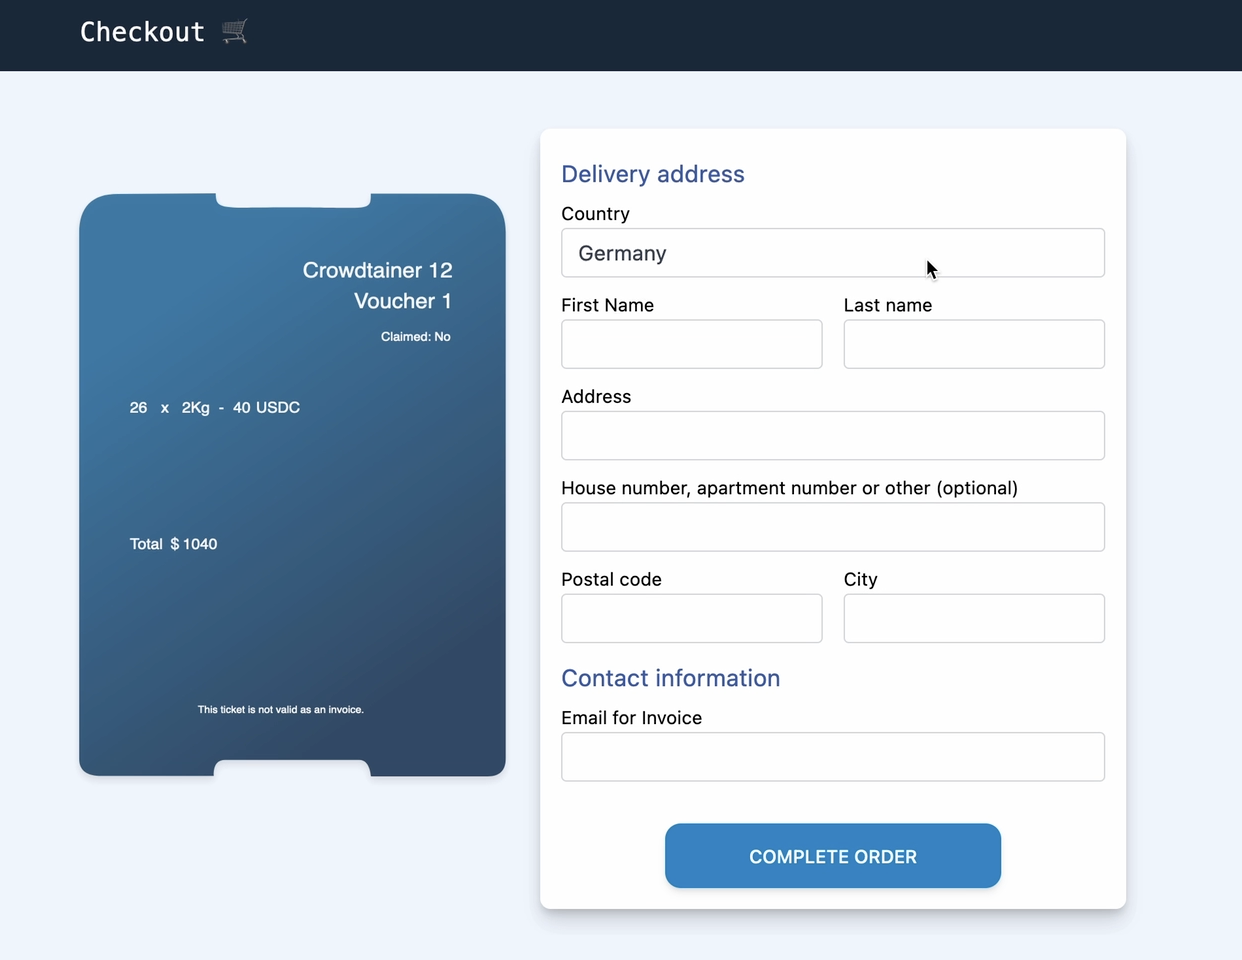 Checkout 🛒
Crowdtainer 12
Voucher 1
Claimed: No
26 x 2Kg - 40 USDC
Total $ 1040
This ticket is not valid as an invoice.
Delivery address
Country
Germany
First Name Last name
Address
House number, apartment number or other (optional)
Postal code City
Contact information
Email for Invoice
COMPLETE ORDER